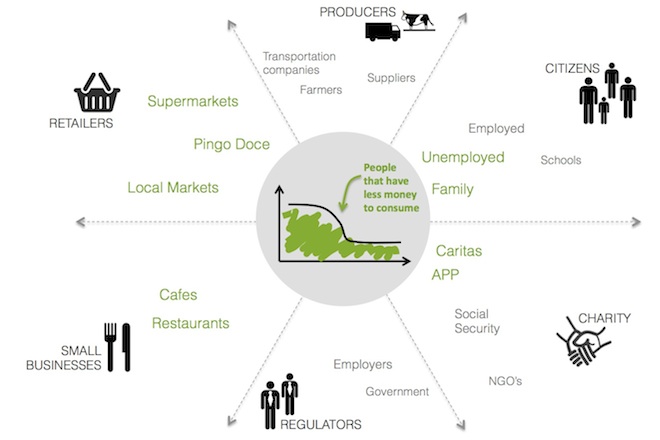 PRODUCERS
Transportation
companies
Suppliers
Farmers
CITIZENS
RETAILERS
Supermarkets
Pingo Doce
Local Markets
Employed
Unemployed
Schools
Family
People
that have
less money
to consume
Caritas
APP
Social
Security
CHARITY
NGO's
Cafes
Restaurants
SMALL
BUSINESSES
Employers
Government
REGULATORS